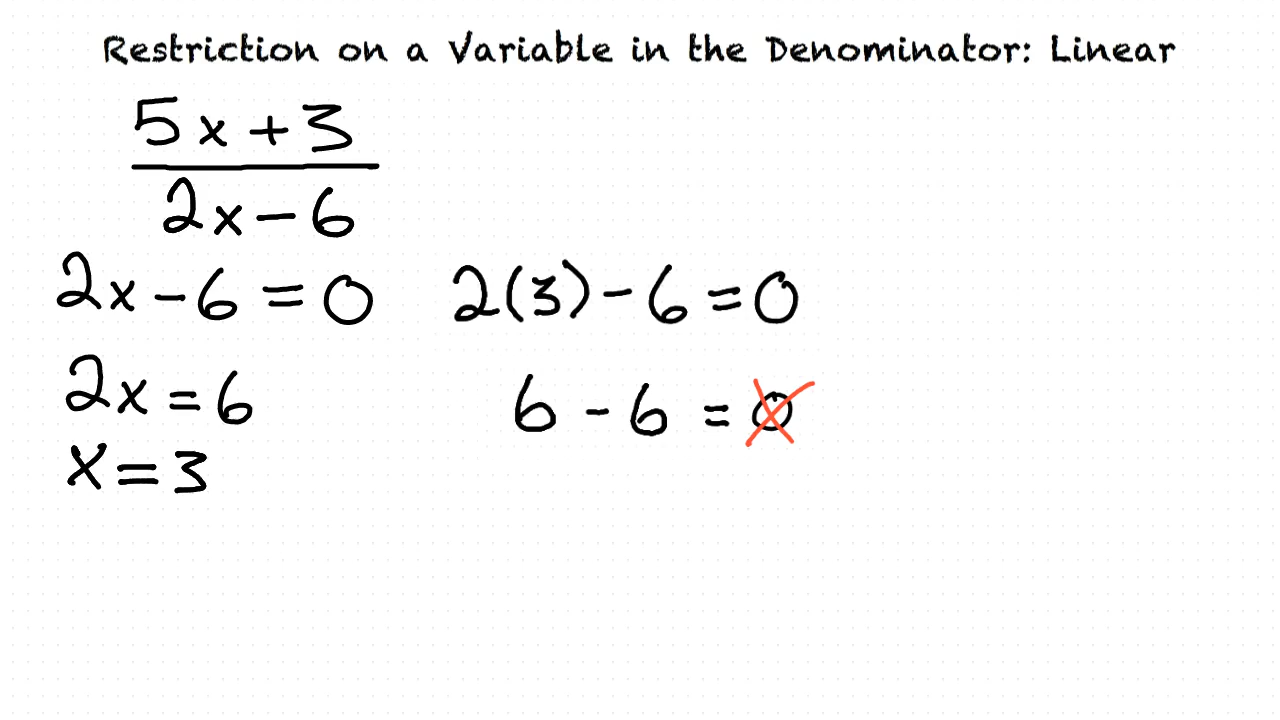 Restriction on a Variable in the Denominator: Linear
5x + 3
2x - 6
2x - 6 = 0
2(3) - 6 = 0
2x = 6
6 - 6 = 0
x = 3